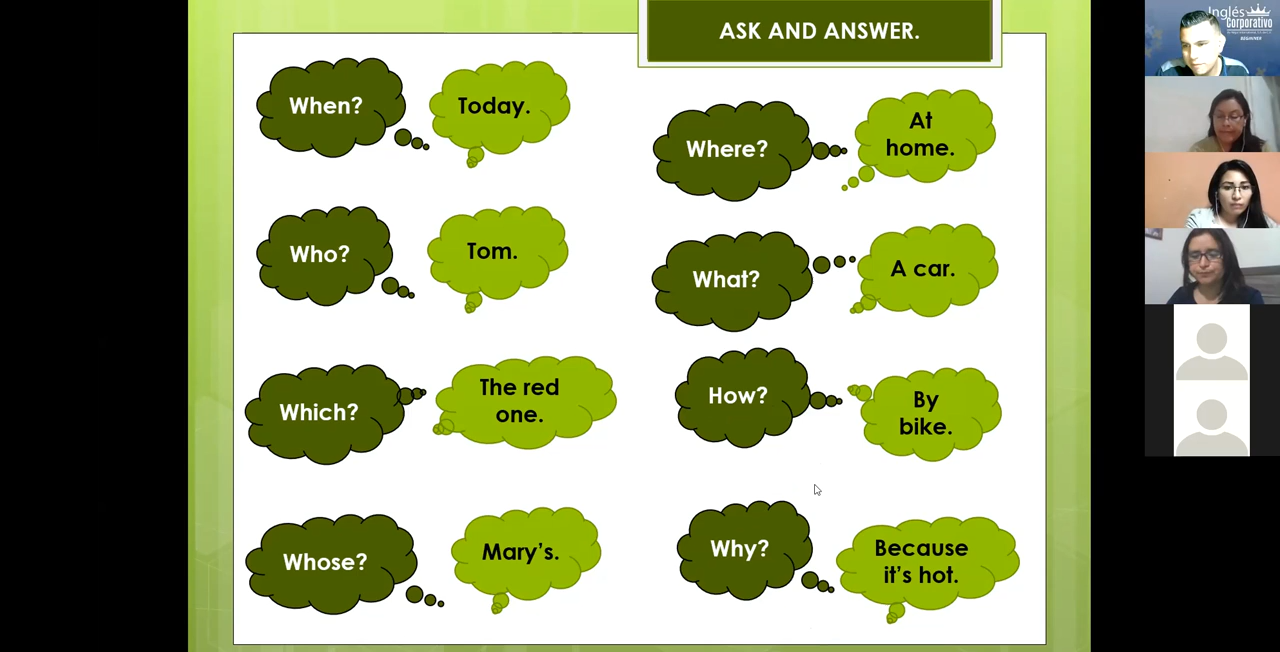 ASK AND ANSWER.
When?
Today.
Where?
At
home.
Who?
Tom.
What?
A car.
Which?
The red
one.
How?
By
bike.
Whose?
Mary's.
Why?
Because
it's hot.
Inglés
Corporativo
BEGINNER